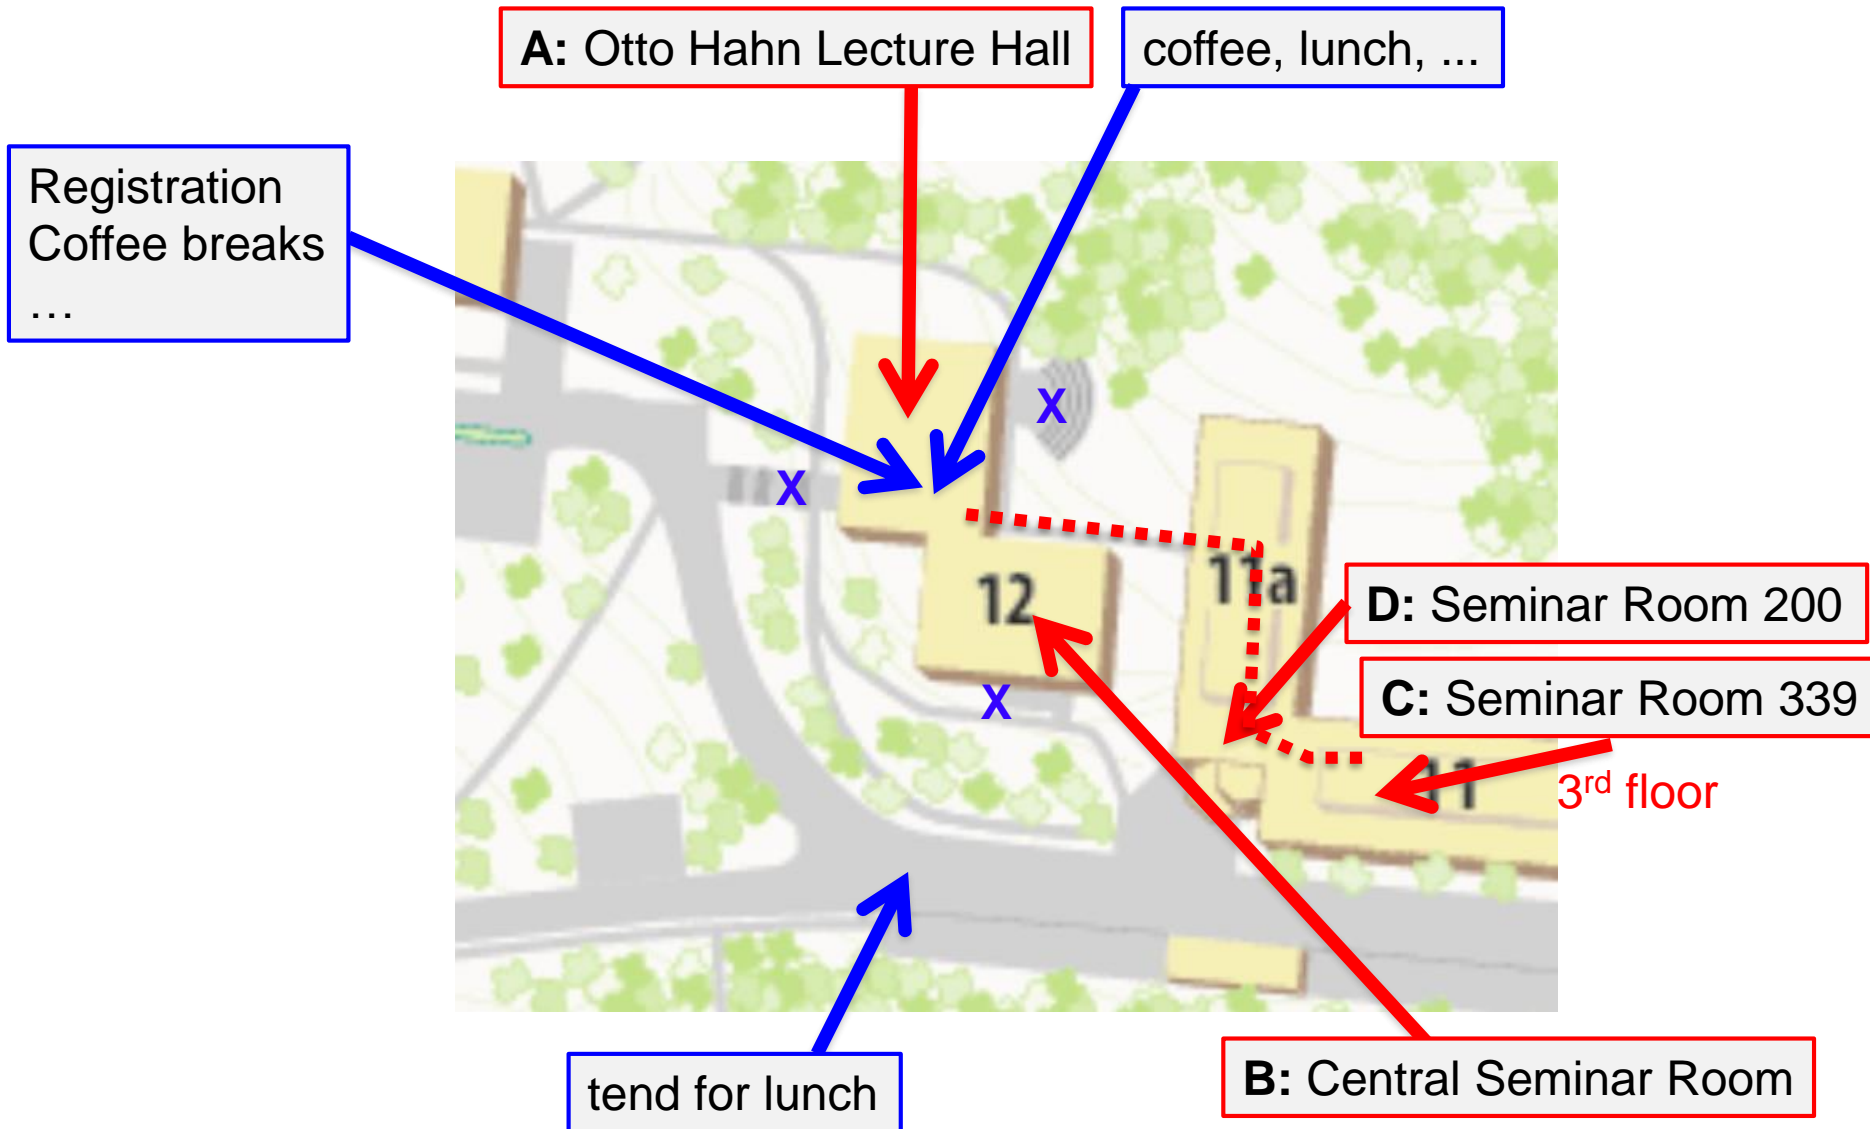 A: Otto Hahn Lecture Hall
coffee, lunch, ...
Registration
Coffee breaks
…
X
X
12
11a
D: Seminar Room 200
C: Seminar Room 339
X
11
3rd floor
tend for lunch
B: Central Seminar Room